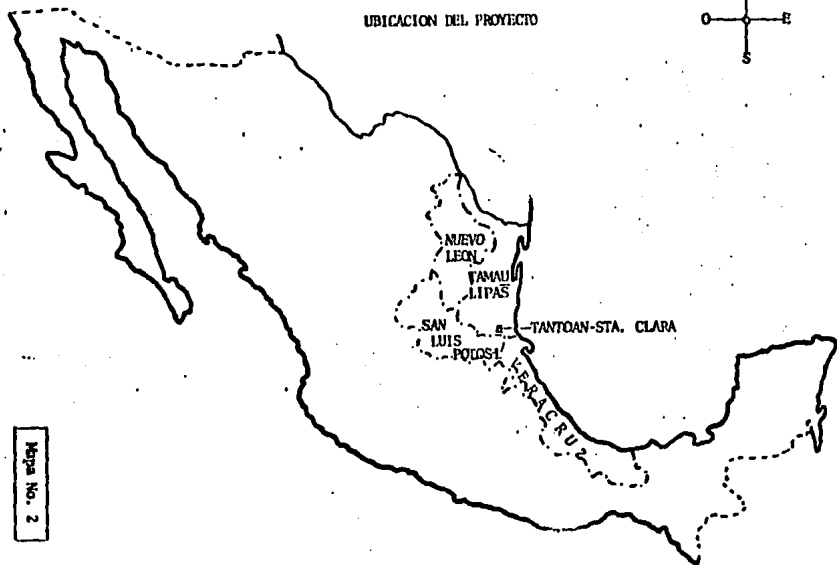 UBICACION DEL PROYECTO
O
E
S
NUEVO
LEON
TAMAU
LIPAS
TANTOAN-STA. CLARA
SAN
LUIS
POTOSI
VERACRUZ
Mapa No. 2